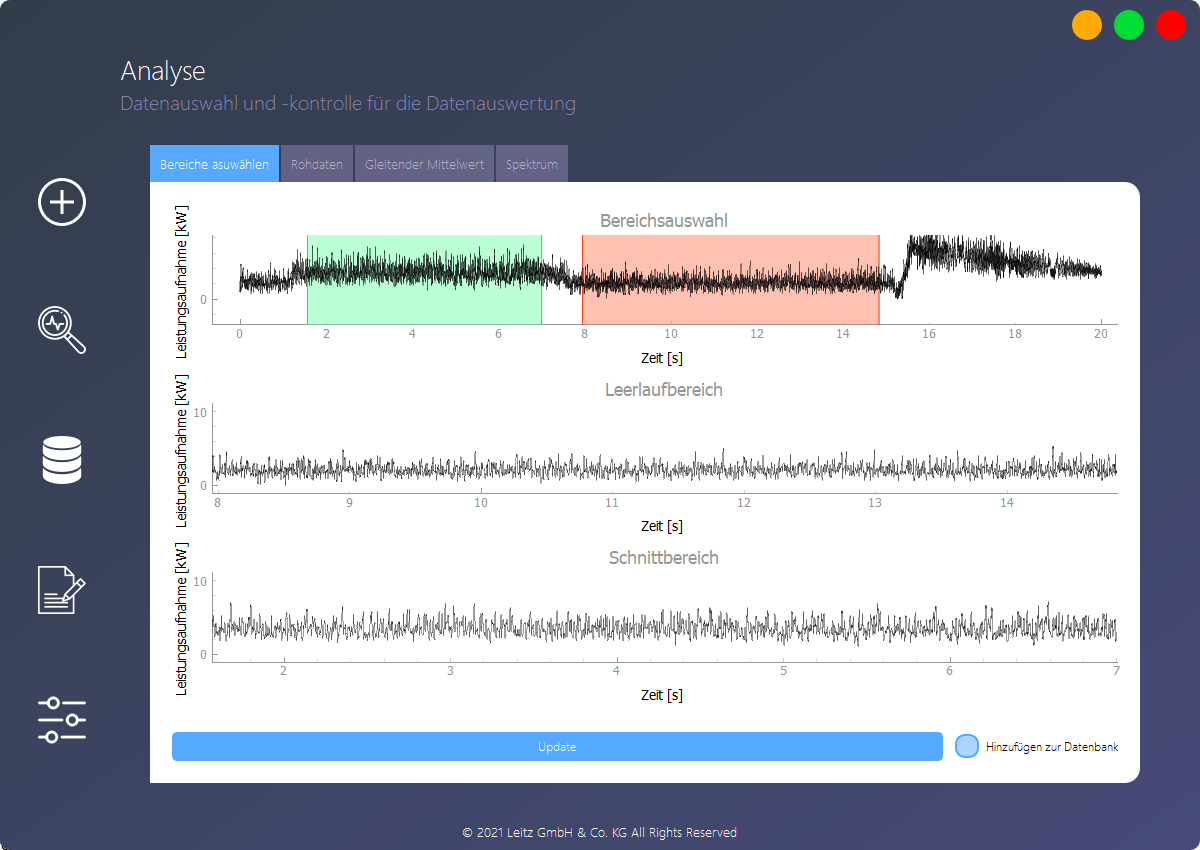 Analyse
Datenauswahl und -kontrolle für die Datenauswertung
Bereiche asuwählen
Rohdaten
Gleitender Mittelwert
Spektrum
Bereichsauswahl
Leistungsaufnahme [kW]
0
0 2 4 6 8 10 12 14 16 18 20
Zeit [s]
Leerlaufbereich
Leistungsaufnahme [kW]
10
0
8 9 10 11 12 13 14
Zeit [s]
Schnittbereich
Leistungsaufnahme [kW]
10
0
2 3 4 5 6 7
Zeit [s]
Update
Hinzufügen zur Datenbank
© 2021 Leitz GmbH & Co. KG All Rights Reserved